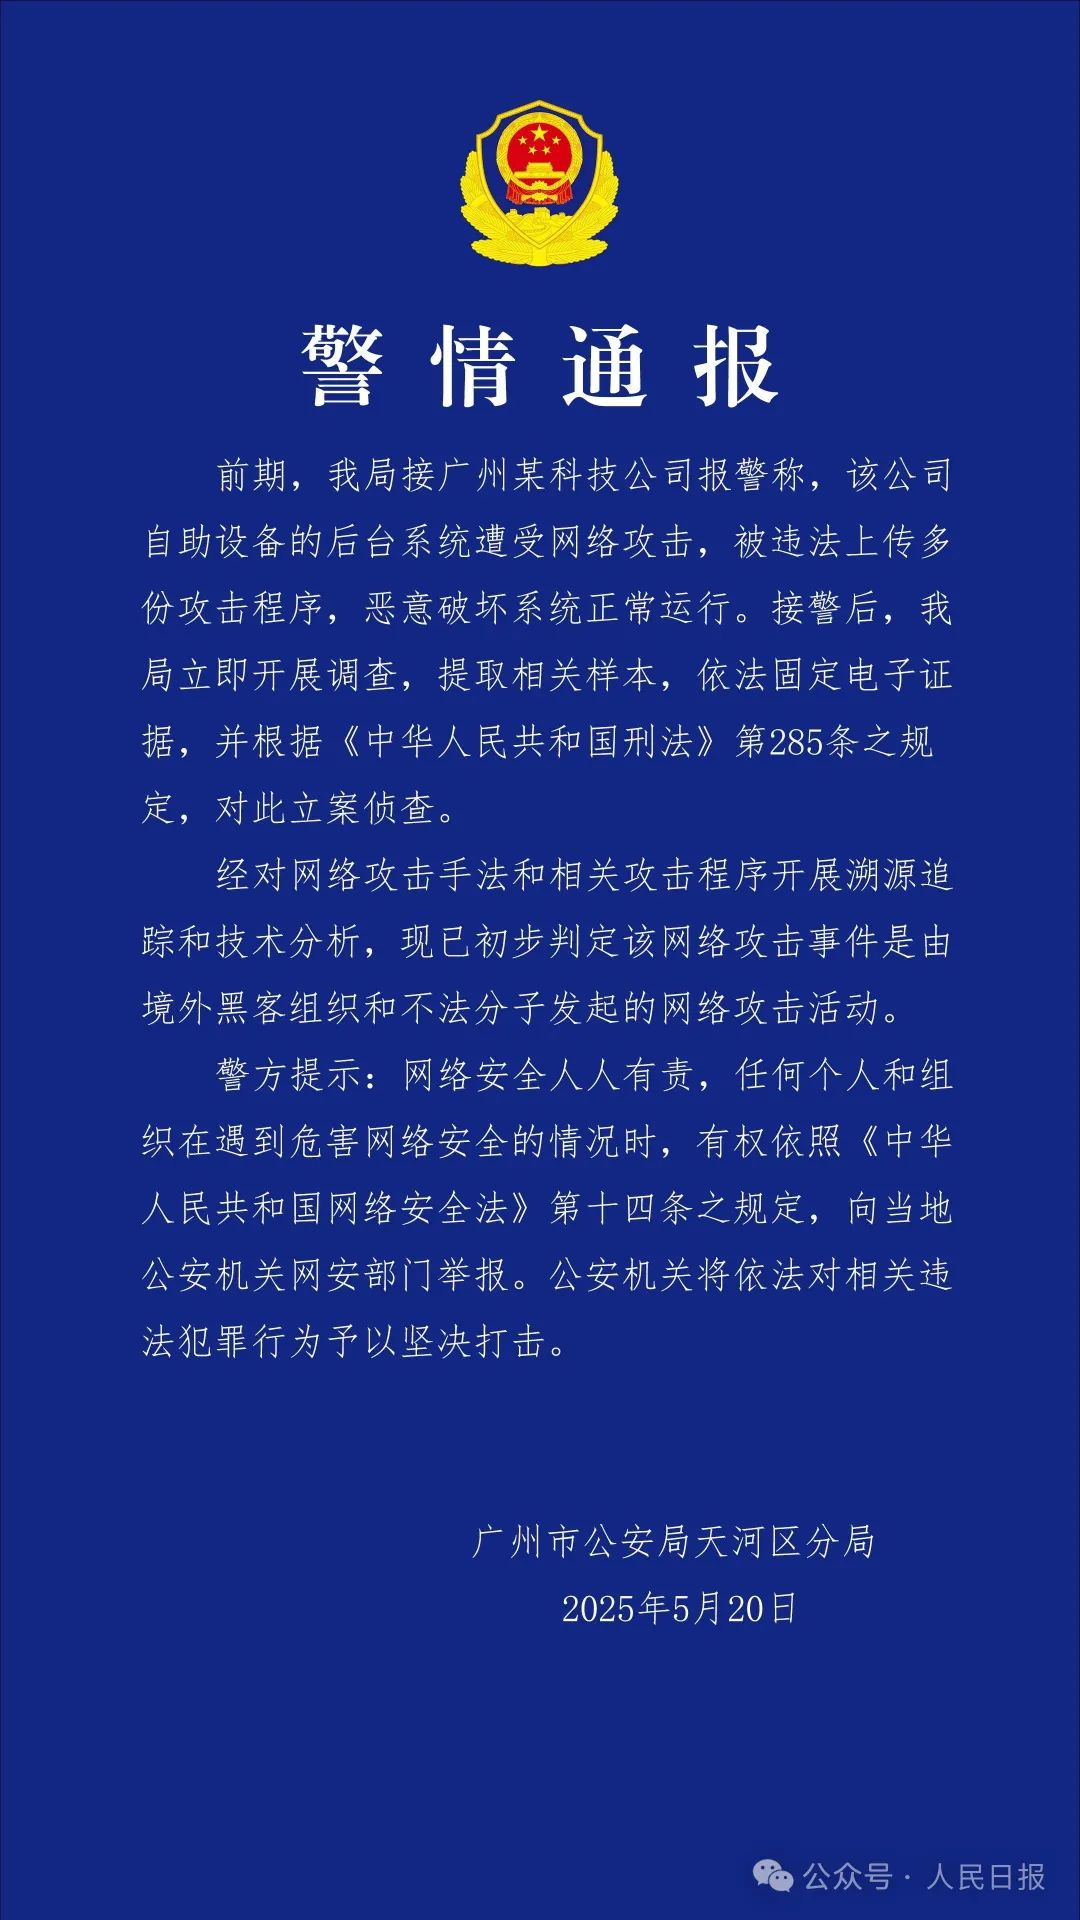 警情通报
前期，我局接广州某科技公司报警称，该公司
自助设备的后台系统遭受网络攻击，被违法上传多
份攻击程序，恶意破坏系统正常运行。接警后，我
局立即开展调查，提取相关样本，依法固定电子证
据，并根据《中华人民共和国刑法》第285条之规
定，对此立案侦查。
经对网络攻击手法和相关攻击程序开展溯源追
踪和技术分析，现已初步判定该网络攻击事件是由
境外黑客组织和不法分子发起的网络攻击活动。
警方提示：网络安全人人有责，任何个人和组
织在遇到危害网络安全的情况时，有权依照《中华
人民共和国网络安全法》第十四条之规定，向当地
公安机关网安部门举报。公安机关将依法对相关违
法犯罪行为予以坚决打击。
广州市公安局天河区分局
2025年5月20日
公众号·人民日报